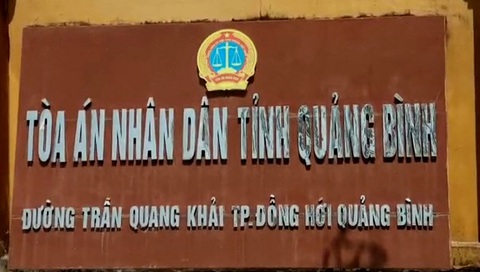 TÒA ÁN NHÂN DÂN TỈNH QUẢNG BÌNH
ĐƯỜNG TRẦN QUANG KHẢI TP.ĐỒNG HỚI QUẢNG BÌNH